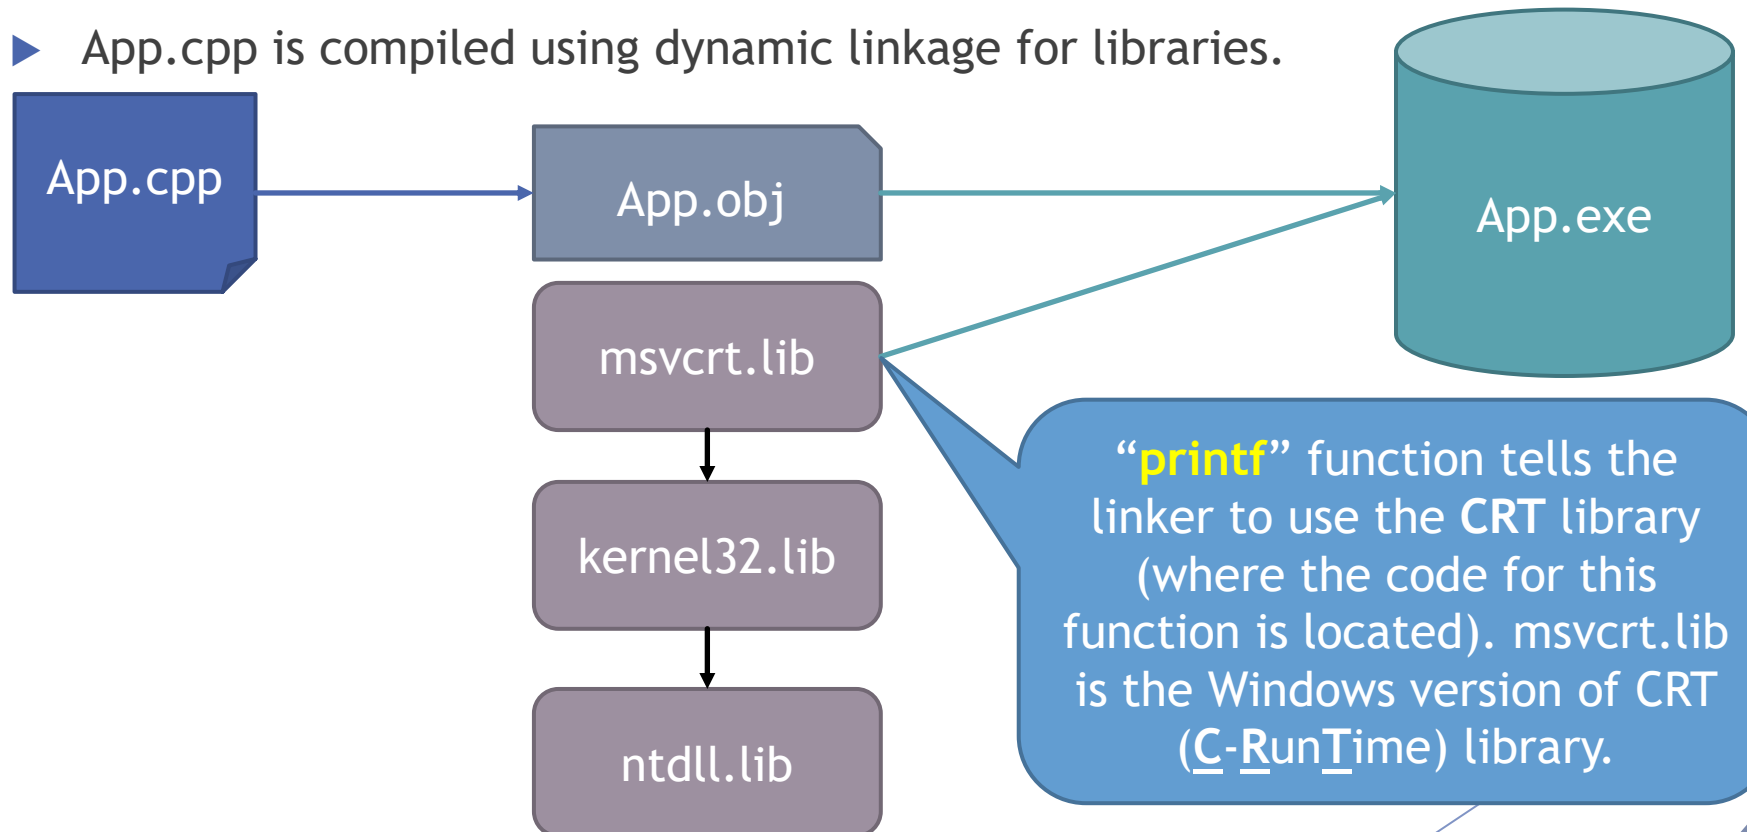 App.cpp is compiled using dynamic linkage for libraries.
App.cpp
App.obj
App.exe
msvcrt.lib
kernel32.lib
ntdll.lib
“printf” function tells the
linker to use the CRT library
(where the code for this
function is located). msvcrt.lib
is the Windows version of CRT
(C-RunTime) library.